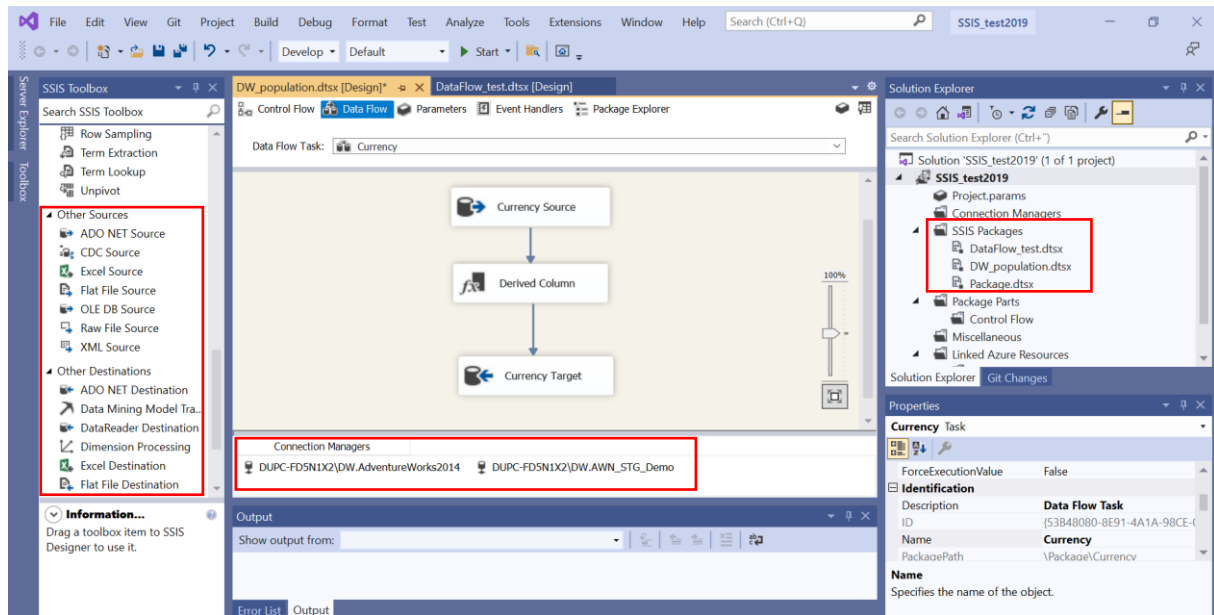 File Edit View Git Project Build Debug Format Test Analyze Tools Extensions Window Help Search (Ctrl+Q) SSIS_test2019
Develop Default Start
Server Explorer
Toolbox
SSIS Toolbox
Search SSIS Toolbox
Row Sampling
Term Extraction
Term Lookup
Unpivot
Other Sources
ADO NET Source
CDC Source
Excel Source
Flat File Source
OLE DB Source
Raw File Source
XML Source
Other Destinations
ADO NET Destination
Data Mining Model Tra...
DataReader Destination
Dimension Processing
Excel Destination
Flat File Destination
Information...
Drag a toolbox item to SSIS
Designer to use it.
DW_population.dtsx [Design]* DataFlow_test.dtsx [Design]
Control Flow Data Flow Parameters Event Handlers Package Explorer
Data Flow Task: Currency
Currency Source
Derived Column
Currency Target
100%
Connection Managers
DUPC-FD5N1X2\DW.AdventureWorks2014 DUPC-FD5N1X2\DW.AWN_STG_Demo
Output
Show output from:
Error List Output
Solution Explorer
Search Solution Explorer (Ctrl+¨)
Solution 'SSIS_test2019' (1 of 1 project)
SSIS_test2019
Project.params
Connection Managers
SSIS Packages
DataFlow_test.dtsx
DW_population.dtsx
Package.dtsx
Package Parts
Control Flow
Miscellaneous
Linked Azure Resources
Solution Explorer Git Changes
Properties
Currency Task
ForceExecutionValue False
Identification
Description Data Flow Task
ID {53B48080-8E91-4A1A-98CE-
Name Currency
PackagePath \Package\Currency
Name
Specifies the name of the object.